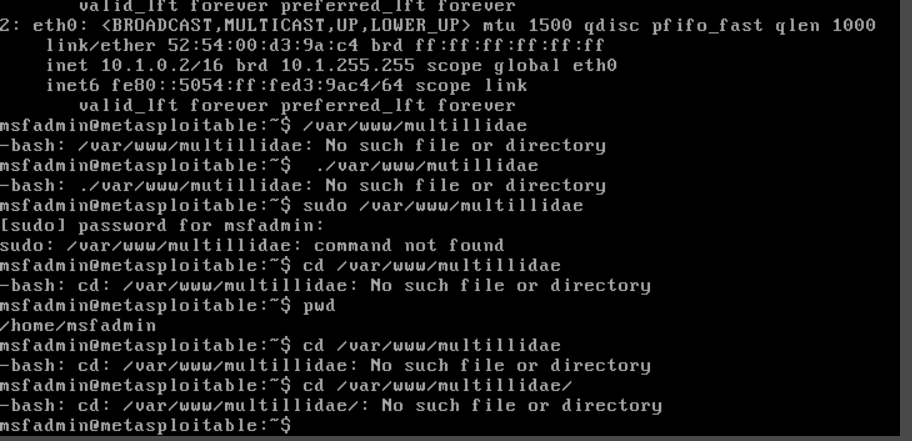 valid_lft forever preferred_lft forever
2: eth0: <BROADCAST,MULTICAST,UP,LOWER_UP> mtu 1500 qdisc pfifo_fast qlen 1000
link/ether 52:54:00:d3:9a:c4 brd ff:ff:ff:ff:ff:ff
inet 10.1.0.2/16 brd 10.1.255.255 scope global eth0
inet6 fe80::5054:ff:fed3:9ac4/64 scope link
valid_lft forever preferred_lft forever
msfadmin@metasploitable:~$ /var/www/multillidae
-bash: /var/www/multillidae: No such file or directory
msfadmin@metasploitable:~$  ./var/www/mutillidae
-bash: ./var/www/mutillidae: No such file or directory
msfadmin@metasploitable:~$ sudo /var/www/multillidae
[sudo] password for msfadmin:
sudo: /var/www/multillidae: command not found
msfadmin@metasploitable:~$ cd /var/www/multillidae
-bash: cd: /var/www/multillidae: No such file or directory
msfadmin@metasploitable:~$ pwd
/home/msfadmin
msfadmin@metasploitable:~$ cd /var/www/multillidae
-bash: cd: /var/www/multillidae: No such file or directory
msfadmin@metasploitable:~$ cd /var/www/multillidae/
-bash: cd: /var/www/multillidae/: No such file or directory
msfadmin@metasploitable:~$